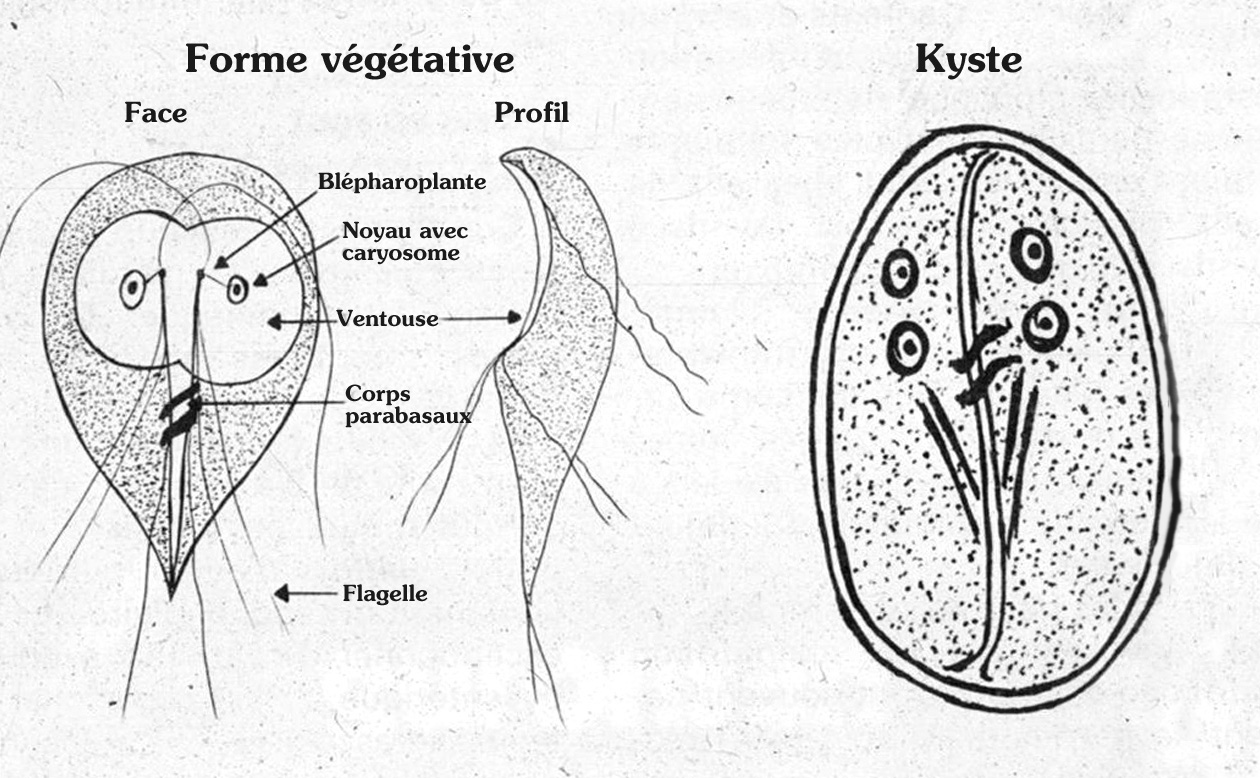 Forme végétative
Kyste
Face
Profil
Blépharoplante
Noyau avec
caryosome
Ventouse
Corps
parabasaux
Flagelle